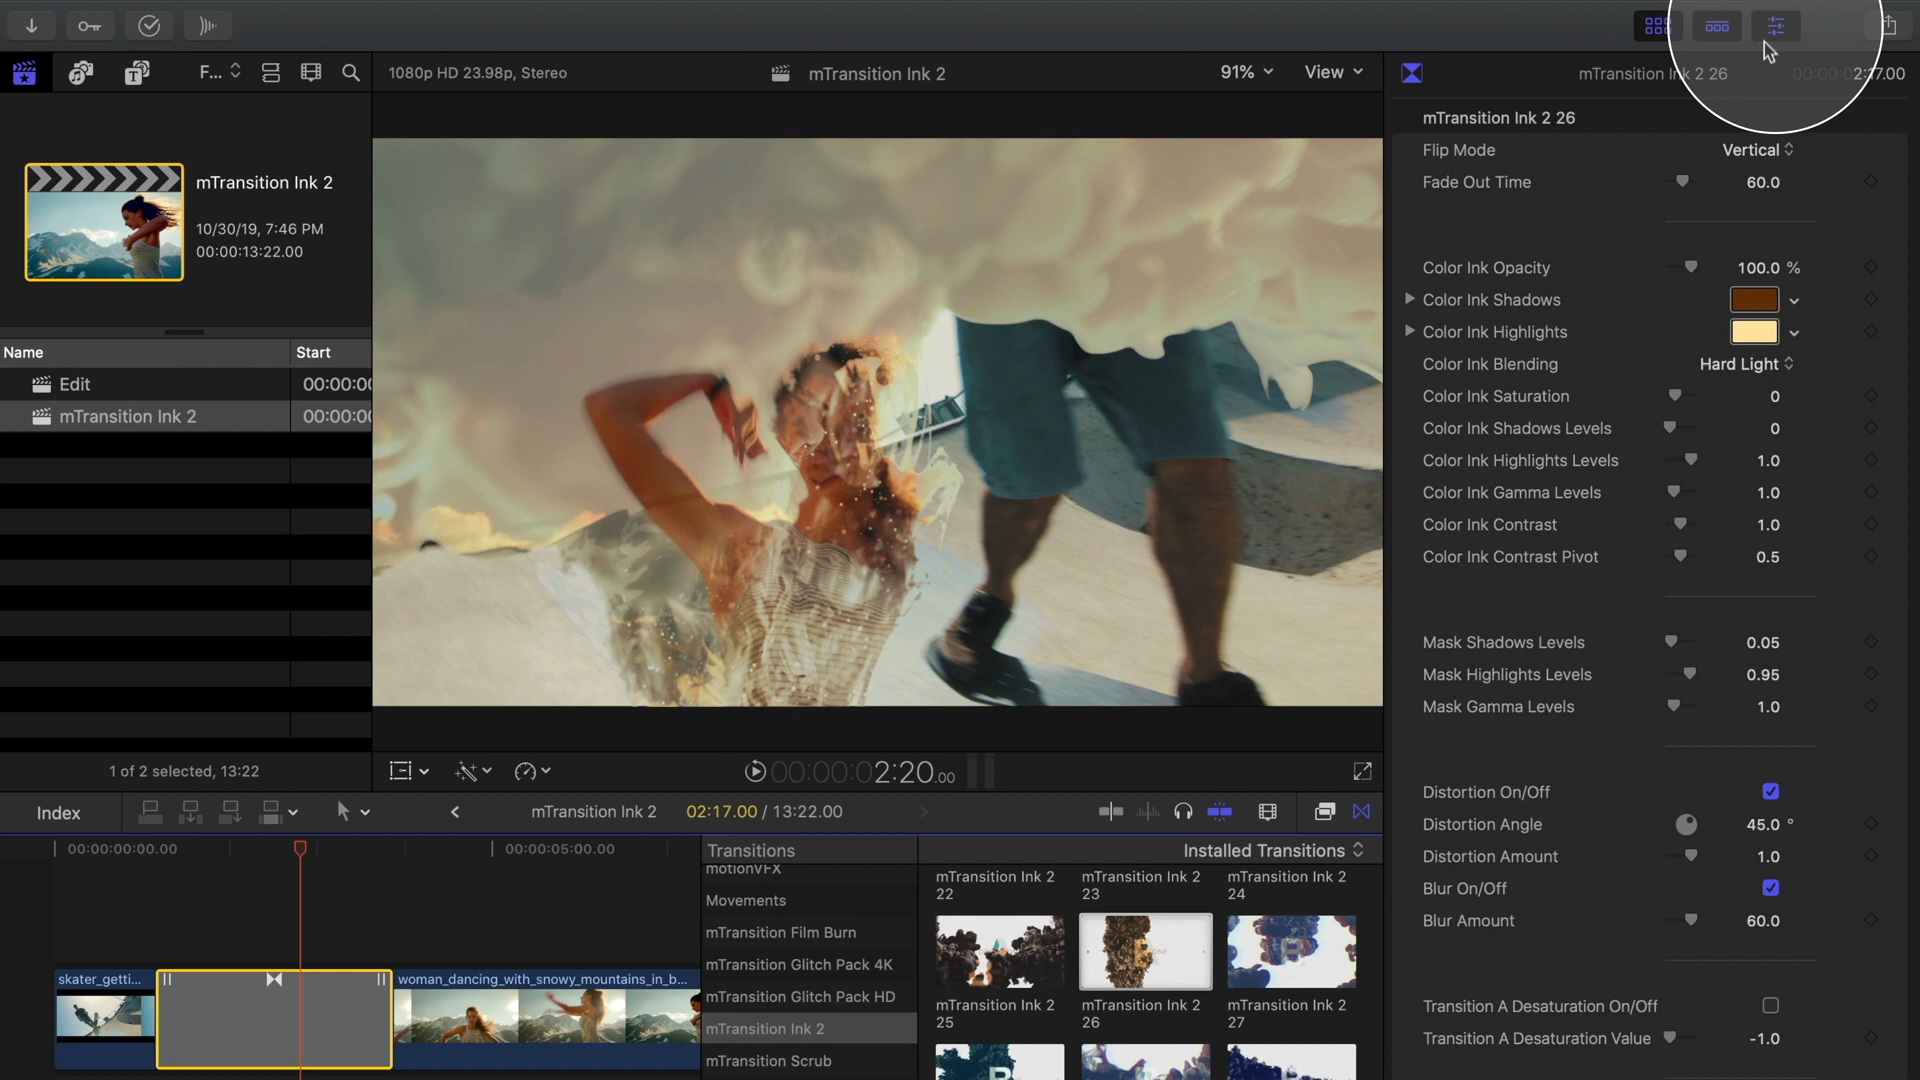 F...
1080p HD 23.98p, Stereo
mTransition Ink 2
91%
View
mTransition Ink 2 26
00:00:02:17.00
mTransition Ink 2
10/30/19, 7:46 PM
00:00:13:22.00
Name
Start
Edit
00:00:0
mTransition Ink 2
00:00:0
1 of 2 selected, 13:22
00:00:02:20.00
mTransition Ink 2 26
Flip Mode
Vertical
Fade Out Time
60.0
Color Ink Opacity
100.0 %
Color Ink Shadows
Color Ink Highlights
Color Ink Blending
Hard Light
Color Ink Saturation
0
Color Ink Shadows Levels
0
Color Ink Highlights Levels
1.0
Color Ink Gamma Levels
1.0
Color Ink Contrast
1.0
Color Ink Contrast Pivot
0.5
Mask Shadows Levels
0.05
Mask Highlights Levels
0.95
Mask Gamma Levels
1.0
Distortion On/Off
Distortion Angle
45.0 °
Distortion Amount
1.0
Blur On/Off
Blur Amount
60.0
Transition A Desaturation On/Off
Transition A Desaturation Value
-1.0
Index
mTransition Ink 2
02:17.00 / 13:22.00
00:00:00:00.00
00:00:05:00.00
skater_getti...
woman_dancing_with_snowy_mountains_in_b...
Transitions
motionVFX
Movements
mTransition Film Burn
mTransition Glitch Pack 4K
mTransition Glitch Pack HD
mTransition Ink 2
mTransition Scrub
Installed Transitions
mTransition Ink 2
22
mTransition Ink 2
23
mTransition Ink 2
24
mTransition Ink 2
25
mTransition Ink 2
26
mTransition Ink 2
27